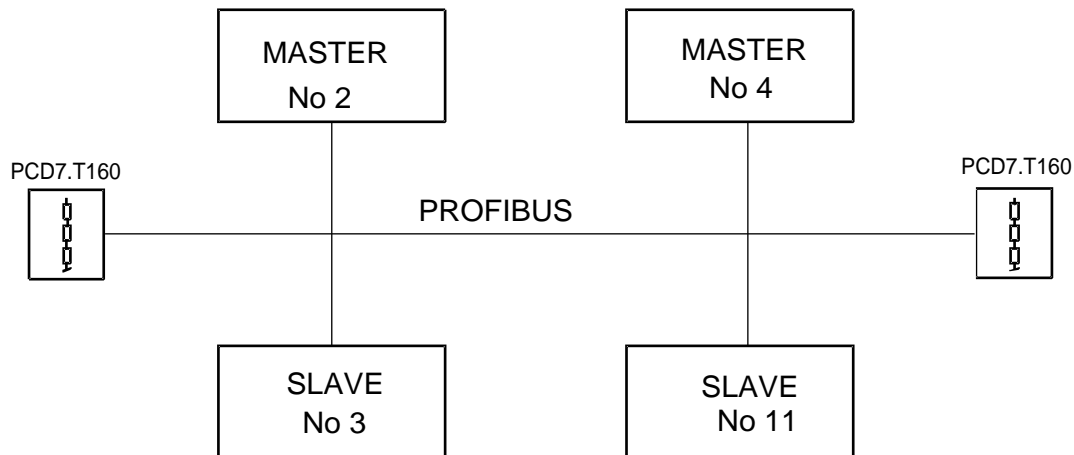 MASTER
No 2
MASTER
No 4
PCD7.T160
PCD7.T160
PROFIBUS
SLAVE
No 3
SLAVE
No 11